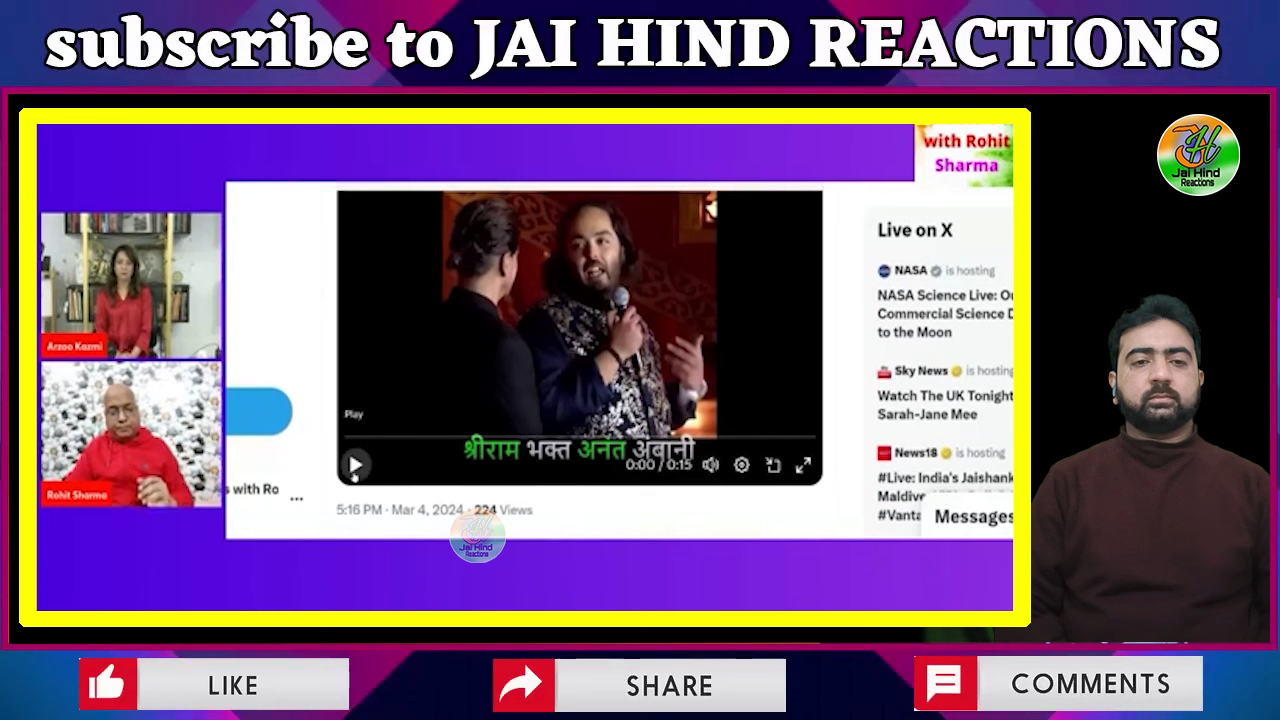 subscribe to JAI HIND REACTIONS
with Rohit
Sharma
Jai Hind
Reactions
Arzoo Kazmi
Rohit Sharma
s with Ro
...
Play
श्रीराम भक्त अनंत अंबानी
0:00 / 0:15
5:16 PM · Mar 4, 2024 · 224 Views
Jai Hind
Reactions
Live on X
NASA is hosting
NASA Science Live: Ou
Commercial Science D
to the Moon
Sky News is hosting
Watch The UK Tonight
Sarah-Jane Mee
News18 is hosting
#Live: India's Jaishank
Maldive
#Vanta
Messages
LIKE
SHARE
COMMENTS